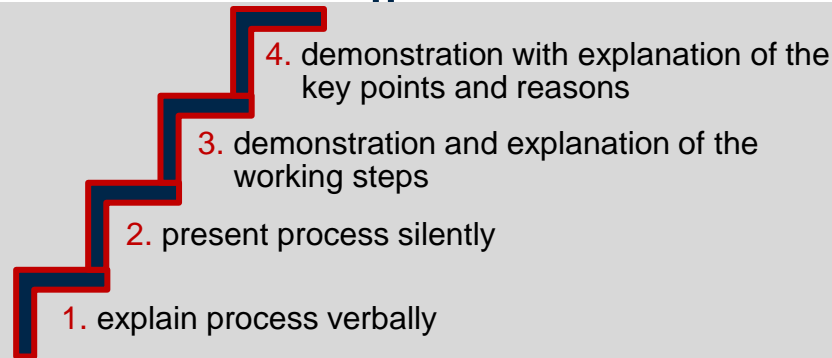 4. demonstration with explanation of the
key points and reasons
3. demonstration and explanation of the
working steps
2. present process silently
1. explain process verbally